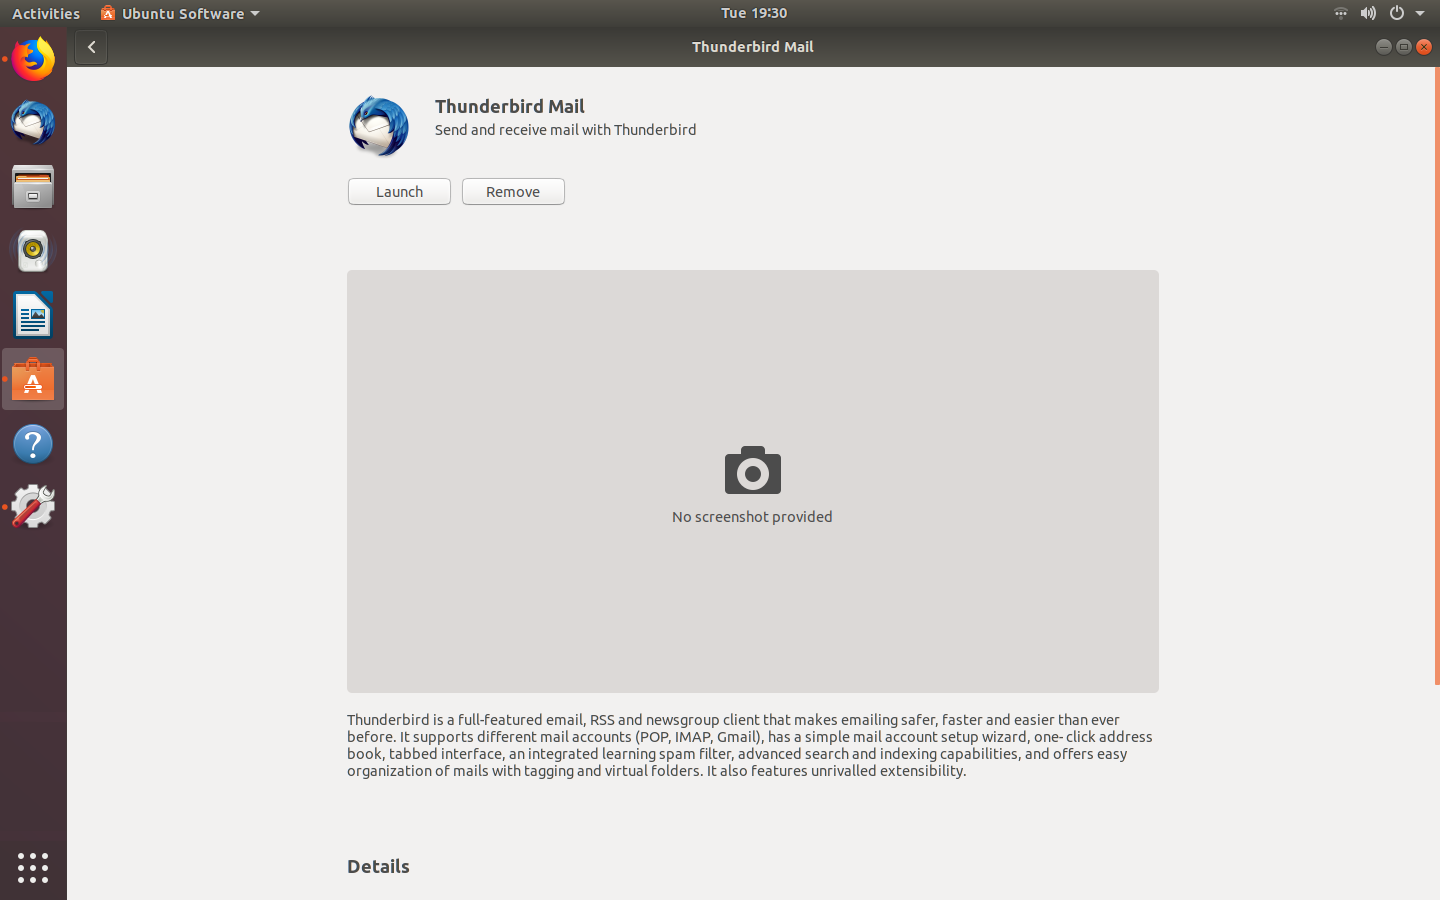 Activities
Ubuntu Software
Tue 19:30
Thunderbird Mail
Thunderbird Mail
Send and receive mail with Thunderbird
Launch
Remove
No screenshot provided
Thunderbird is a full-featured email, RSS and newsgroup client that makes emailing safer, faster and easier than ever
before. It supports different mail accounts (POP, IMAP, Gmail), has a simple mail account setup wizard, one- click address
book, tabbed interface, an integrated learning spam filter, advanced search and indexing capabilities, and offers easy
organization of mails with tagging and virtual folders. It also features unrivalled extensibility.
Details